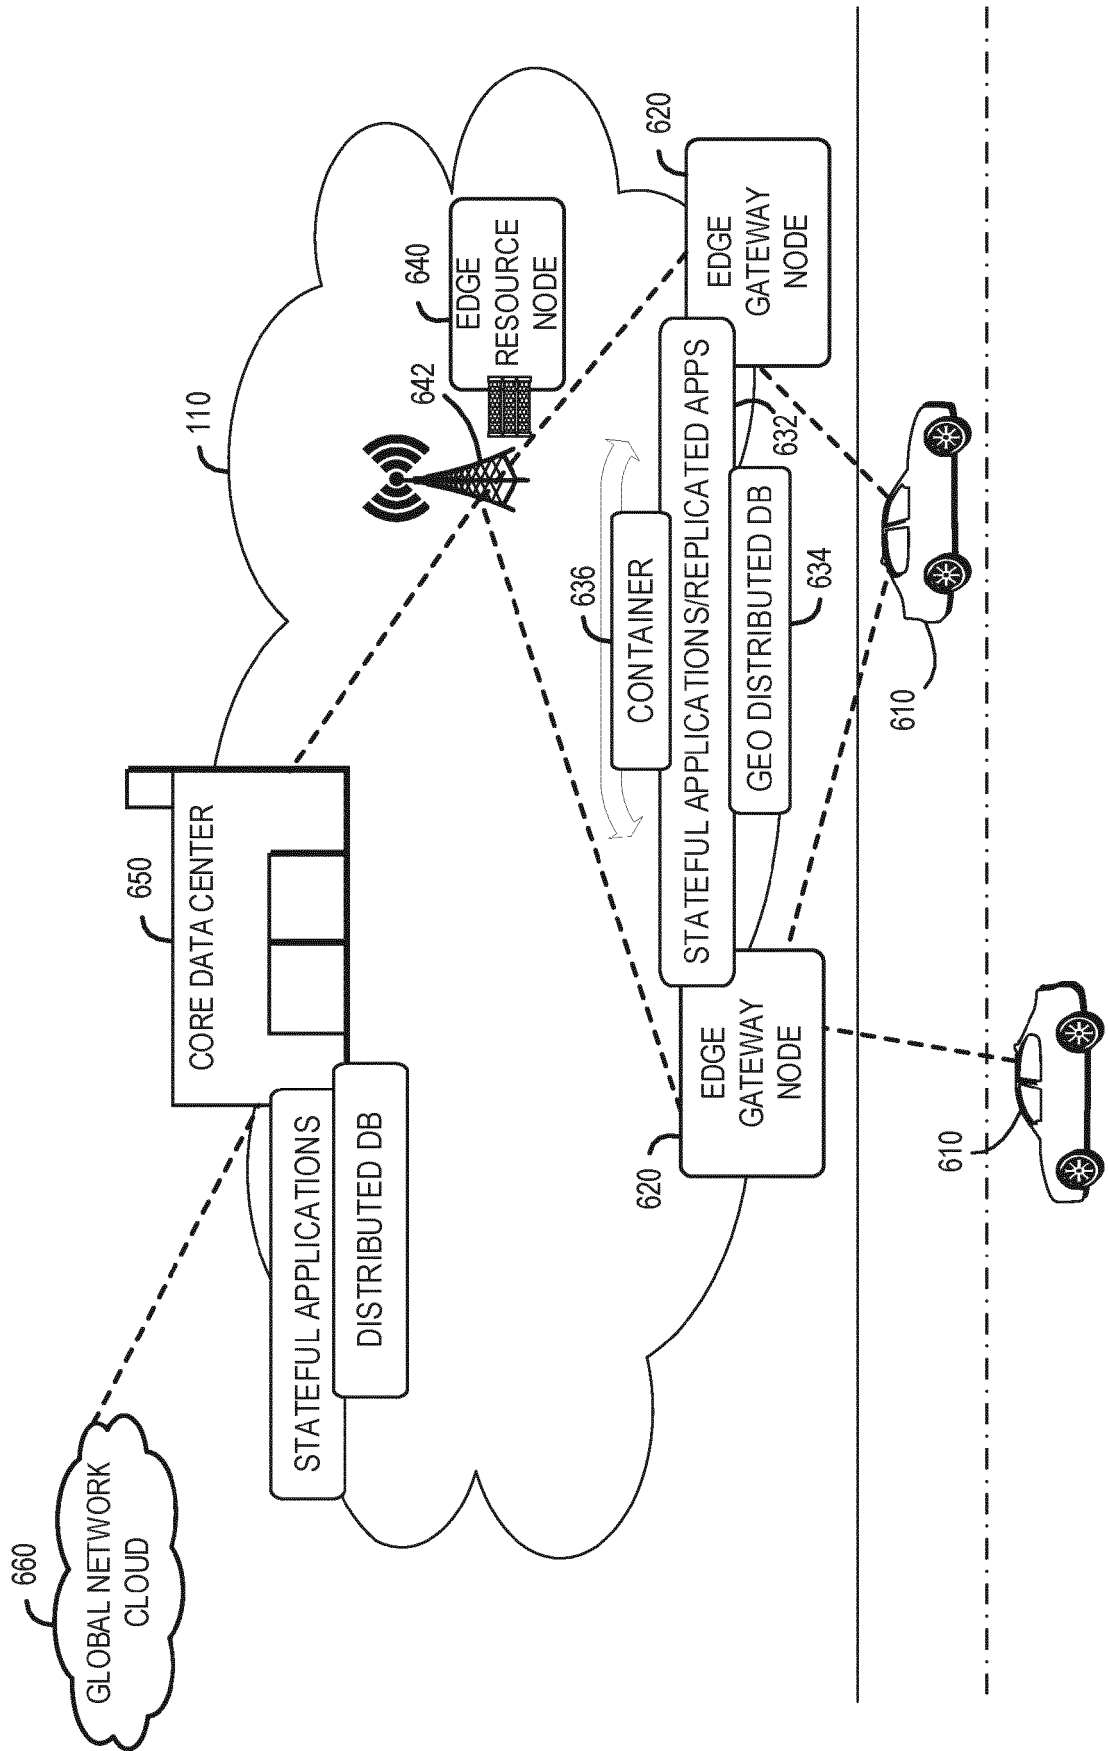 660
GLOBAL NETWORK
CLOUD
650
CORE DATA CENTER
STATEFUL APPLICATIONS
DISTRIBUTED DB
110
642
640
EDGE
RESOURCE
NODE
620
EDGE
GATEWAY
NODE
636
CONTAINER
STATEFUL APPLICATIONS/REPLICATED APPS
632
GEO DISTRIBUTED DB
634
620
EDGE
GATEWAY
NODE
610
610